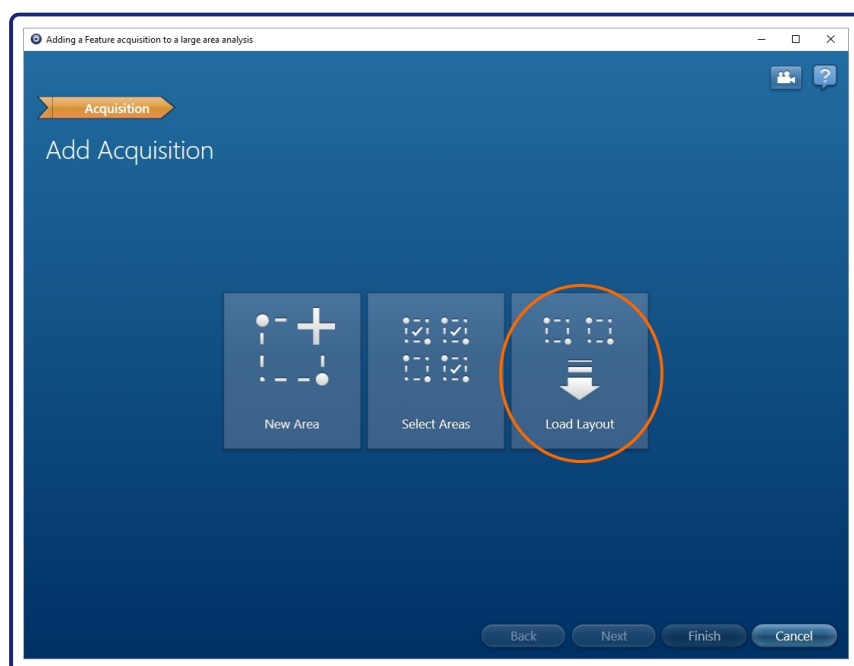 Adding a Feature acquisition to a large area analysis
?
Acquisition
Add Acquisition
New Area Select Areas Load Layout
Back Next Finish Cancel